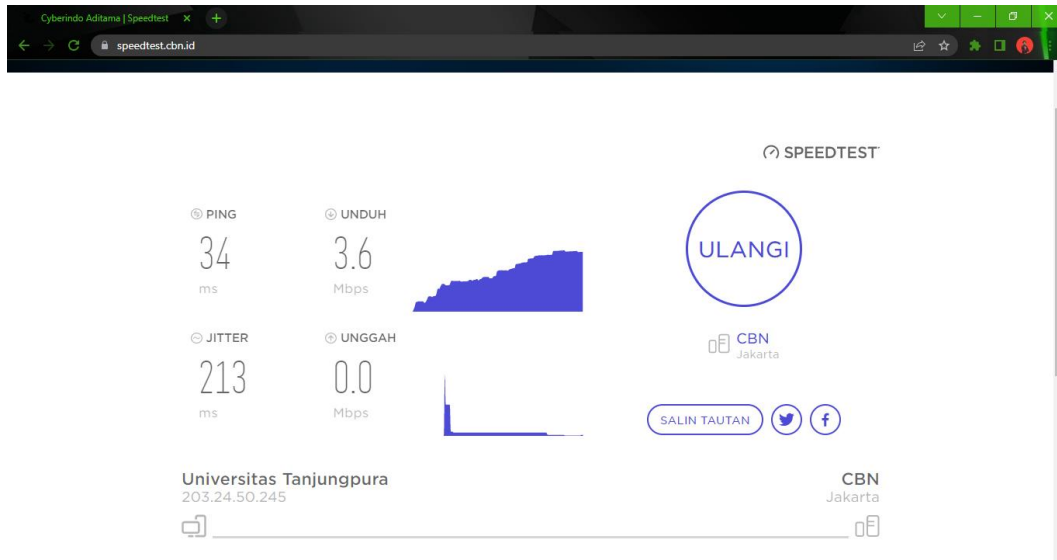 Cyberindo Aditama | Speedtest
speedtest.cbn.id
SPEEDTEST
PING
34
ms
UNDUH
3.6
Mbps
ULANGI
JITTER
213
ms
UNGGAH
0.0
Mbps
CBN
Jakarta
SALIN TAUTAN
Universitas Tanjungpura
203.24.50.245
CBN
Jakarta